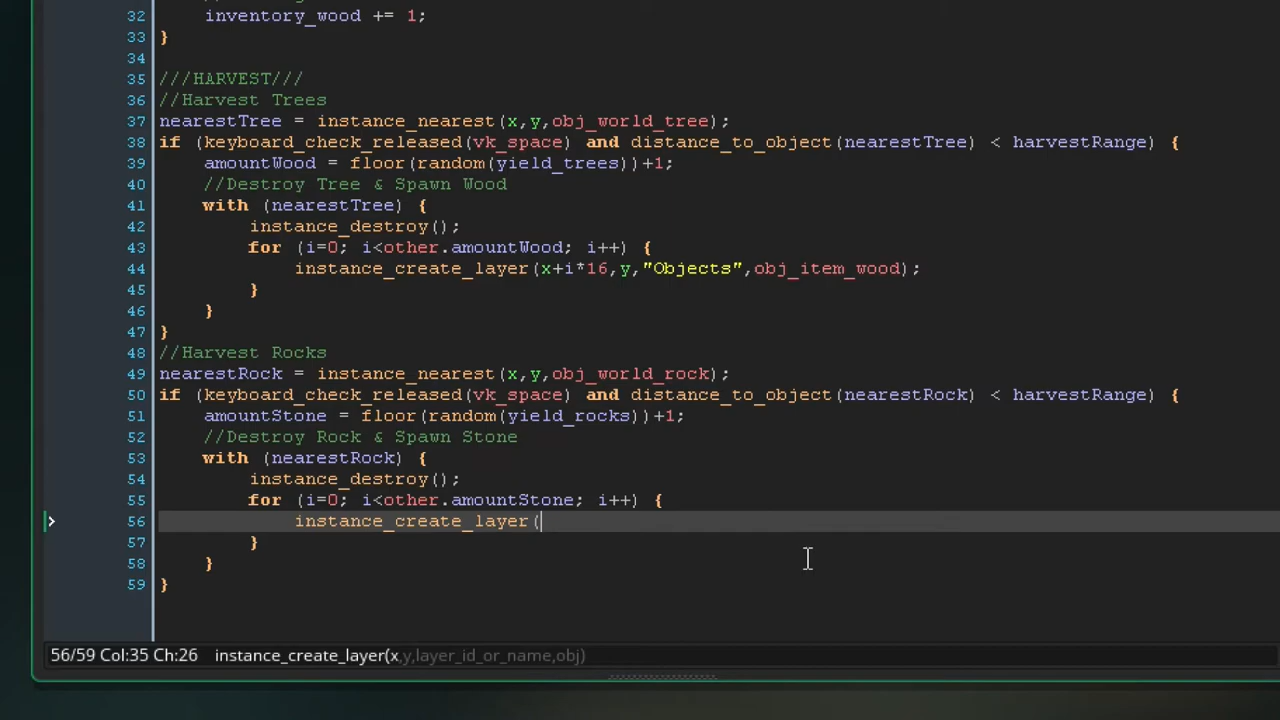 32 inventory_wood += 1;
33 }
34
35 ///HARVEST///
36 //Harvest Trees
37 nearestTree = instance_nearest(x,y,obj_world_tree);
38 if (keyboard_check_released(vk_space) and distance_to_object(nearestTree) < harvestRange) {
39 amountWood = floor(random(yield_trees))+1;
40 //Destroy Tree & Spawn Wood
41 with (nearestTree) {
42 instance_destroy();
43 for (i=0; i<other.amountWood; i++) {
44 instance_create_layer(x+i*16,y,"Objects",obj_item_wood);
45 }
46 }
47 }
48 //Harvest Rocks
49 nearestRock = instance_nearest(x,y,obj_world_rock);
50 if (keyboard_check_released(vk_space) and distance_to_object(nearestRock) < harvestRange) {
51 amountStone = floor(random(yield_rocks))+1;
52 //Destroy Rock & Spawn Stone
53 with (nearestRock) {
54 instance_destroy();
55 for (i=0; i<other.amountStone; i++) {
56 instance_create_layer(
57 }
58 }
59 }
56/59 Col:35 Ch:26 instance_create_layer(x,y,layer_id_or_name,obj)